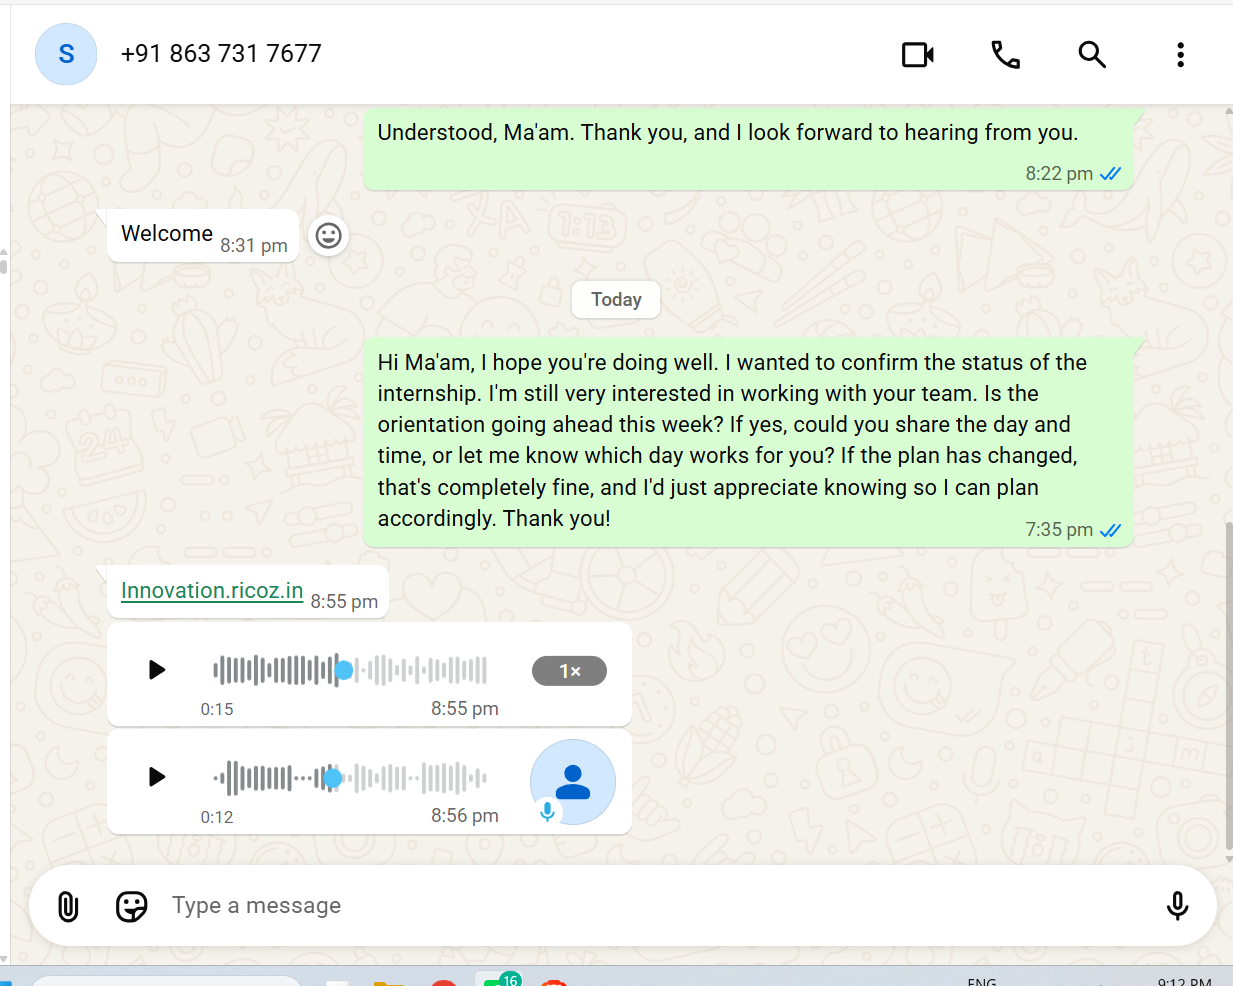 S
+91 863 731 7677
Understood, Ma'am. Thank you, and I look forward to hearing from you.
8:22 pm
Welcome
8:31 pm
Today
Hi Ma'am, I hope you're doing well. I wanted to confirm the status of the
internship. I'm still very interested in working with your team. Is the
orientation going ahead this week? If yes, could you share the day and
time, or let me know which day works for you? If the plan has changed,
that's completely fine, and I'd just appreciate knowing so I can plan
accordingly. Thank you!
7:35 pm
Innovation.ricoz.in
8:55 pm
1×
0:15
8:55 pm
0:12
8:56 pm
Type a message
16
ENG
9:12 PM